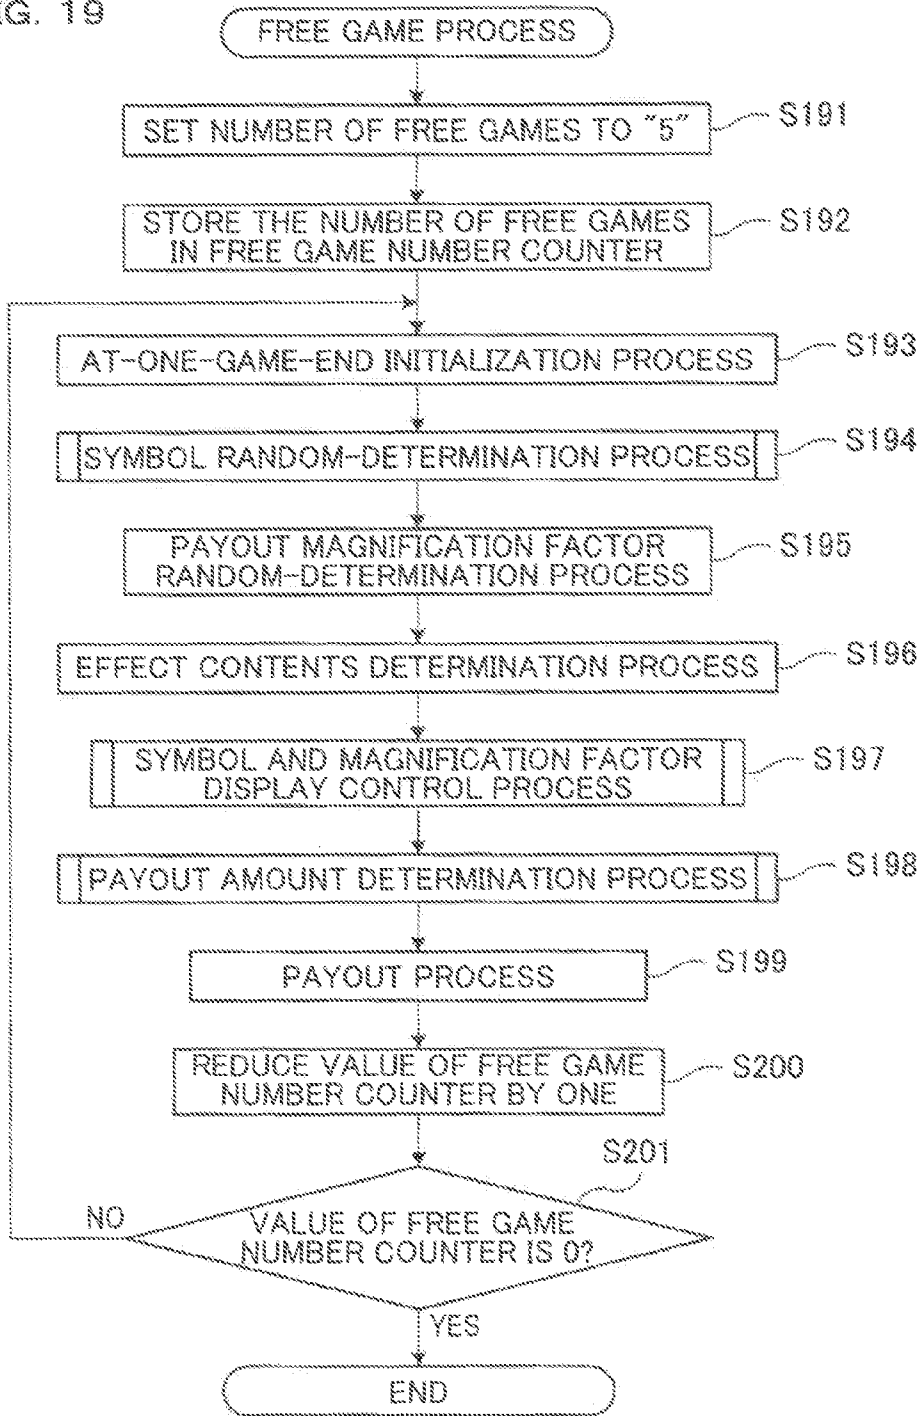 G. 19
FREE GAME PROCESS
SET NUMBER OF FREE GAMES TO "5"
S191
STORE THE NUMBER OF FREE GAMES
IN FREE GAME NUMBER COUNTER
S192
AT-ONE-GAME-END INITIALIZATION PROCESS
S193
SYMBOL RANDOM-DETERMINATION PROCESS
S194
PAYOUT MAGNIFICATION FACTOR
RANDOM-DETERMINATION PROCESS
S195
EFFECT CONTENTS DETERMINATION PROCESS
S196
SYMBOL AND MAGNIFICATION FACTOR
DISPLAY CONTROL PROCESS
S197
PAYOUT AMOUNT DETERMINATION PROCESS
S198
PAYOUT PROCESS
S199
REDUCE VALUE OF FREE GAME
NUMBER COUNTER BY ONE
S200
S201
NO
VALUE OF FREE GAME
NUMBER COUNTER IS 0?
YES
END